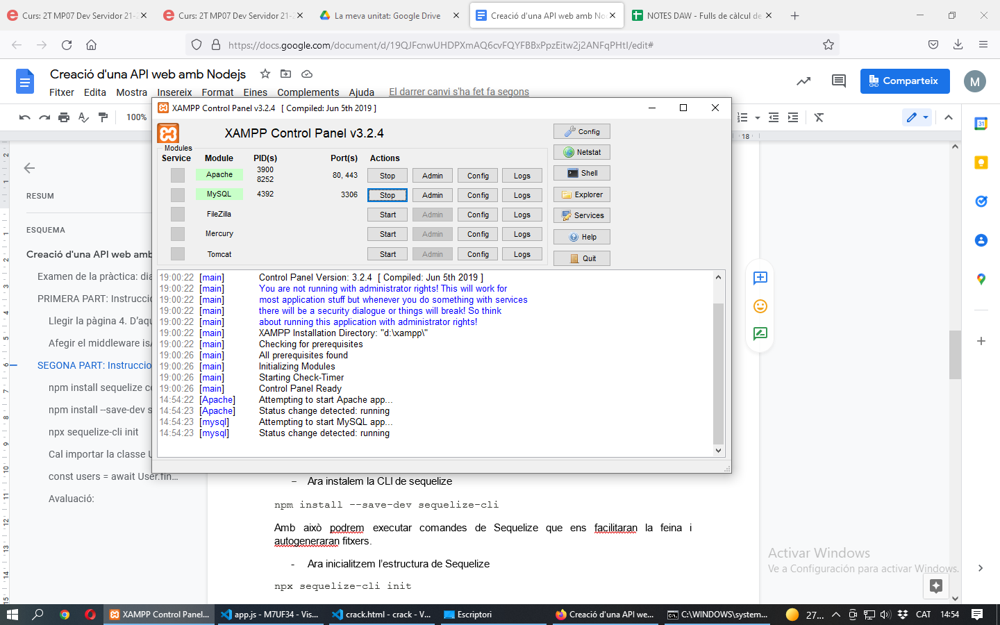 Curs: 2T MP07 Dev Servidor 21-2
Curs: 2T MP07 Dev Servidor 21-2
La meva unitat: Google Drive
Creació d'una API web amb Nod
NOTES DAW - Fulls de càlcul de
https://docs.google.com/document/d/19QJFcnwUHDPXmAQ6cvFQYFBBxPpzEitw2j2ANFqPHtI/edit#
Creació d'una API web amb Nodejs
Fitxer Edita Mostra Insereix Format Eines Complements Ajuda El darrer canvi s'ha fet fa segons
Comparteix
M
100%
18
XAMPP Control Panel v3.2.4 [ Compiled: Jun 5th 2019 ]
XAMPP Control Panel v3.2.4
Modules
Service Module PID(s) Port(s) Actions
Apache 3900 8252 80, 443 Stop Admin Config Logs
MySQL 4392 3306 Stop Admin Config Logs
FileZilla Start Admin Config Logs
Mercury Start Admin Config Logs
Tomcat Start Admin Config Logs
Config
Netstat
Shell
Explorer
Services
Help
Quit
19:00:22 [main] Control Panel Version: 3.2.4 [ Compiled: Jun 5th 2019 ]
19:00:22 [main] You are not running with administrator rights! This will work for
19:00:22 [main] most application stuff but whenever you do something with services
19:00:22 [main] there will be a security dialogue or things will break! So think
19:00:22 [main] about running this application with administrator rights!
19:00:22 [main] XAMPP Installation Directory: "d:\xampp\"
19:00:22 [main] Checking for prerequisites
19:00:26 [main] All prerequisites found
19:00:26 [main] Initializing Modules
19:00:26 [main] Starting Check-Timer
19:00:26 [main] Control Panel Ready
14:54:22 [Apache] Attempting to start Apache app...
14:54:23 [Apache] Status change detected: running
14:54:23 [mysql] Attempting to start MySQL app...
14:54:23 [mysql] Status change detected: running
RESUM
ESQUEMA
Creació d'una API web amb
Examen de la pràctica: dia
PRIMERA PART: Instruccio
Llegir la pàgina 4. D'aqu
Afegir el middleware is
SEGONA PART: Instruccio
npm install sequelize c
npm install --save-dev s
npx sequelize-cli init
Cal importar la classe U
const users = await User.fin...
Avaluació:
- Ara instalem la CLI de sequelize
npm install --save-dev sequelize-cli
Amb això podrem executar comandes de Sequelize que ens facilitaran la feina i
autogeneraran fitxers.
- Ara inicialitzem l'estructura de Sequelize
npx sequelize-cli init
Activar Windows
Ve a Configuración para activar Windows.
XAMPP Control Panel...
app.js - M7UF34 - Vis...
crack.html - crack - V...
Escriptori
Creació d'una API we...
C:\WINDOWS\system...
27...
CAT
14:54